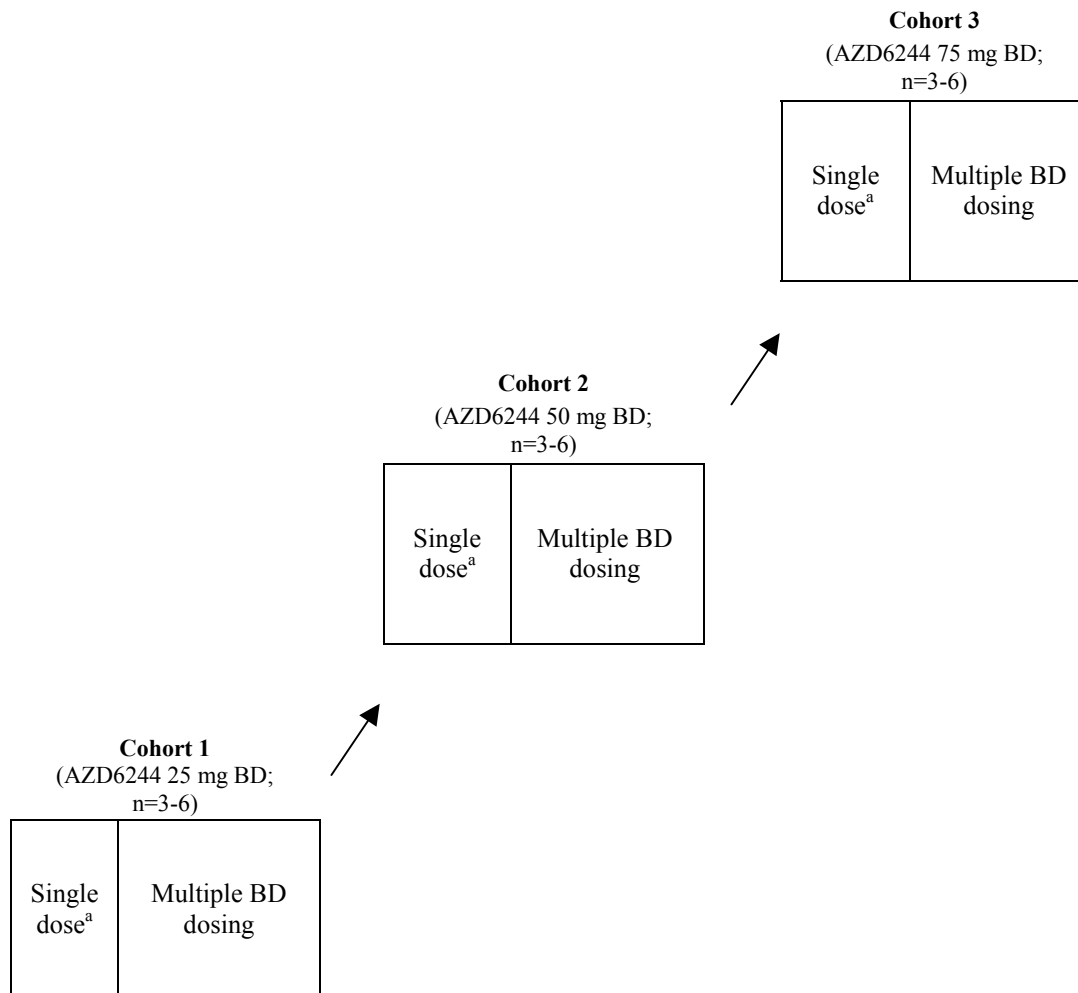 Cohort 3
(AZD6244 75 mg BD;
n=3-6)
Single
dose^a
Multiple BD
dosing
Cohort 2
(AZD6244 50 mg BD;
n=3-6)
Single
dose^a
Multiple BD
dosing
Cohort 1
(AZD6244 25 mg BD;
n=3-6)
Single
dose^a
Multiple BD
dosing